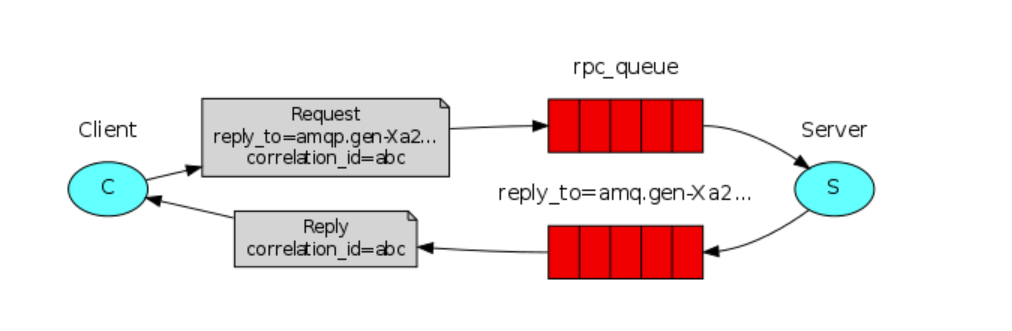 rpc_queue
Client
Request
reply_to=amqp.gen-Xa2...
correlation_id=abc
Server
C
S
reply_to=amq.gen-Xa2...
Reply
correlation_id=abc